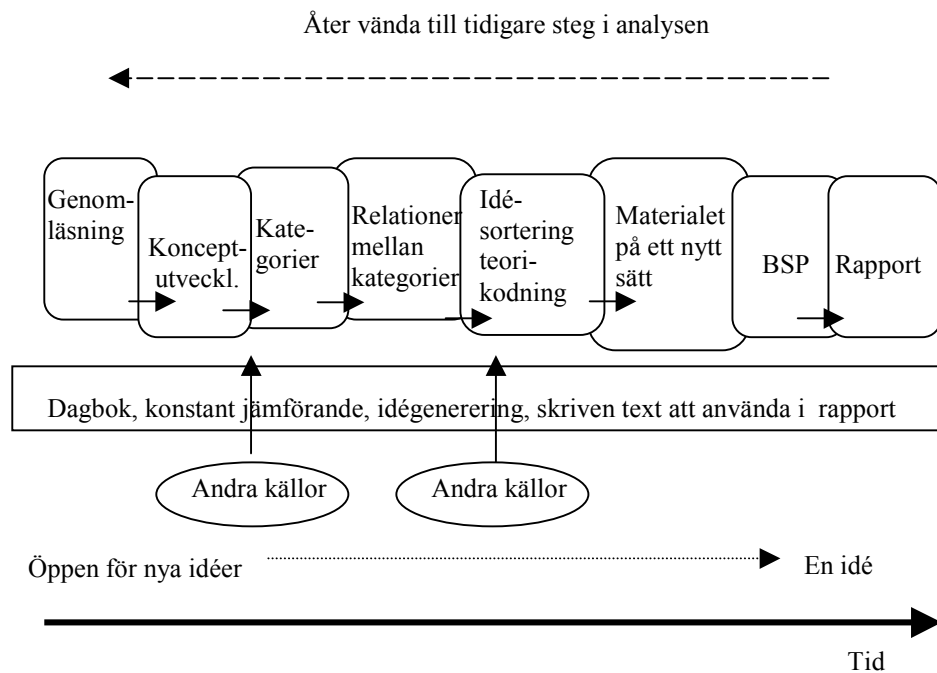 Åter vända till tidigare steg i analysen
Genom-
läsning
Koncept-
utveckl.
Kate-
gorier
Relationer
mellan
kategorier
Idé-
sortering
teori-
kodning
Materialet
på ett nytt
sätt
BSP
Rapport
Dagbok, konstant jämförande, idégenerering, skriven text att använda i  rapport
Andra källor
Andra källor
Öppen för nya idéer
En idé
Tid